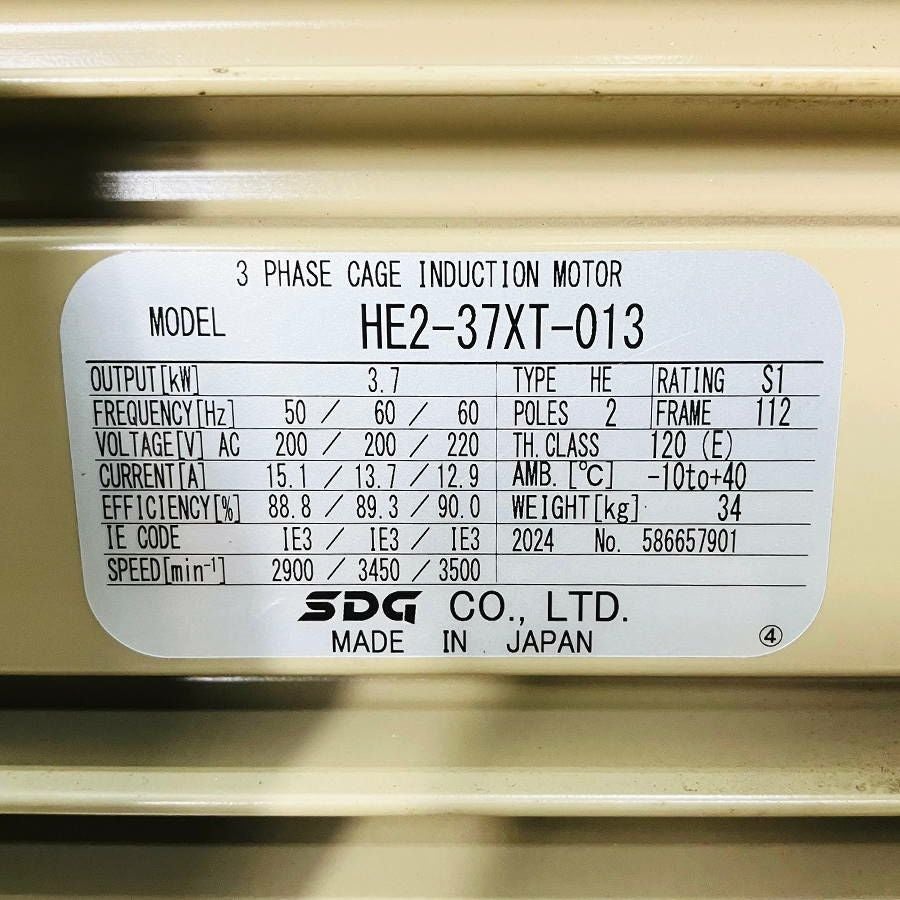 3 PHASE CAGE INDUCTION MOTOR
MODEL HE2-37XT-013
OUTPUT[kW] 3.7 TYPE HE RATING S1
FREQUENCY[Hz] 50 / 60 / 60 POLES 2 FRAME 112
VOLTAGE[V] AC 200 / 200 / 220 TH. CLASS 120 (E)
CURRENT[A] 15.1 / 13.7 / 12.9 AMB. [℃] -10to+40
EFFICIENCY[%] 88.8 / 89.3 / 90.0 WEIGHT[kg] 34
IE CODE IE3 / IE3 / IE3 2024 No. 586657901
SPEED[min⁻¹] 2900 / 3450 / 3500
SDG CO., LTD.
MADE IN JAPAN ④